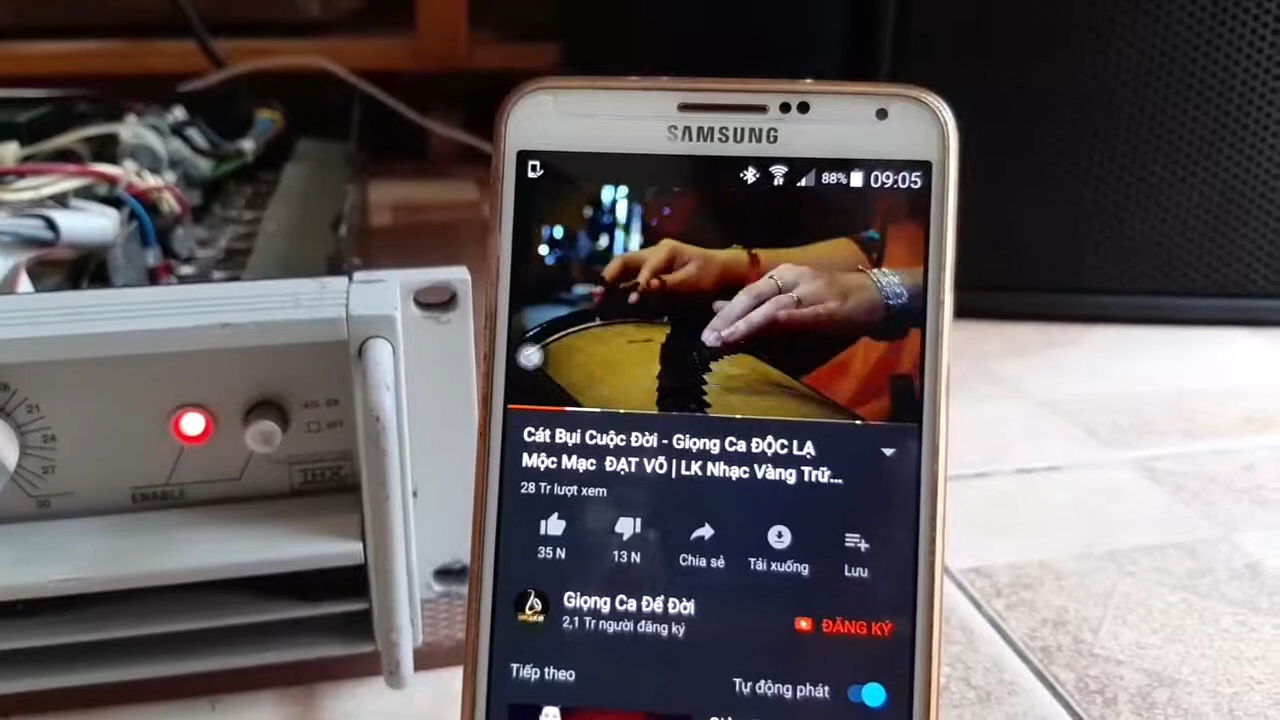 SAMSUNG
88% 09:05
Cát Bụi Cuộc Đời - Giọng Ca ĐỘC LẠ
Mộc Mạc ĐẠT VÕ | LK Nhạc Vàng Trữ...
28 Tr lượt xem
35 N
13 N
Chia sẻ
Tải xuống
Lưu
Giọng Ca Để Đời
2,1 Tr người đăng ký
ĐĂNG KÝ
Tiếp theo
Tự động phát
21
24
27
30
ENABLE
THX